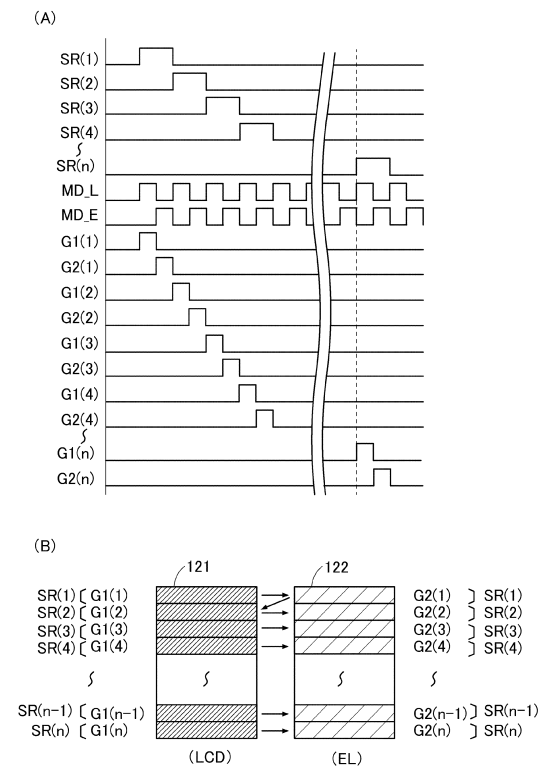 (A)
SR(1)
SR(2)
SR(3)
SR(4)
SR(n)
MD_L
MD_E
G1(1)
G2(1)
G1(2)
G2(2)
G1(3)
G2(3)
G1(4)
G2(4)
G1(n)
G2(n)
(B)
121 122
SR(1) [ G1(1) G2(1) ] SR(1)
SR(2) [ G1(2) G2(2) ] SR(2)
SR(3) [ G1(3) G2(3) ] SR(3)
SR(4) [ G1(4) G2(4) ] SR(4)
SR(n-1) [ G1(n-1) G2(n-1) ] SR(n-1)
SR(n) [ G1(n) G2(n) ] SR(n)
(LCD) (EL)